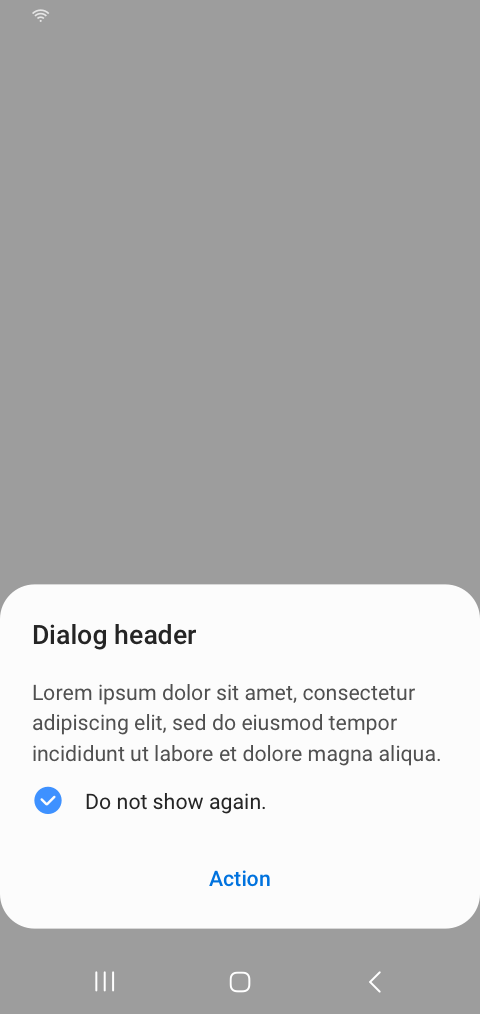 Dialog header
Lorem ipsum dolor sit amet, consectetur
adipiscing elit, sed do eiusmod tempor
incididunt ut labore et dolore magna aliqua.
Do not show again.
Action